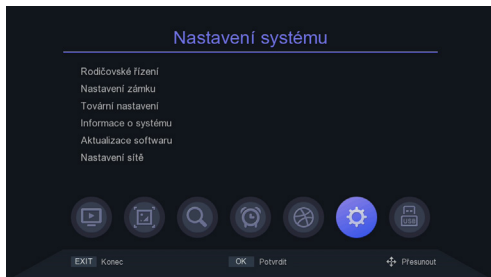 Nastavení systému
Rodičovské řízení
Nastavení zámku
Tovární nastavení
Informace o systému
Aktualizace softwaru
Nastavení sítě
USB
EXIT Konec OK Potvrdit Přesunout